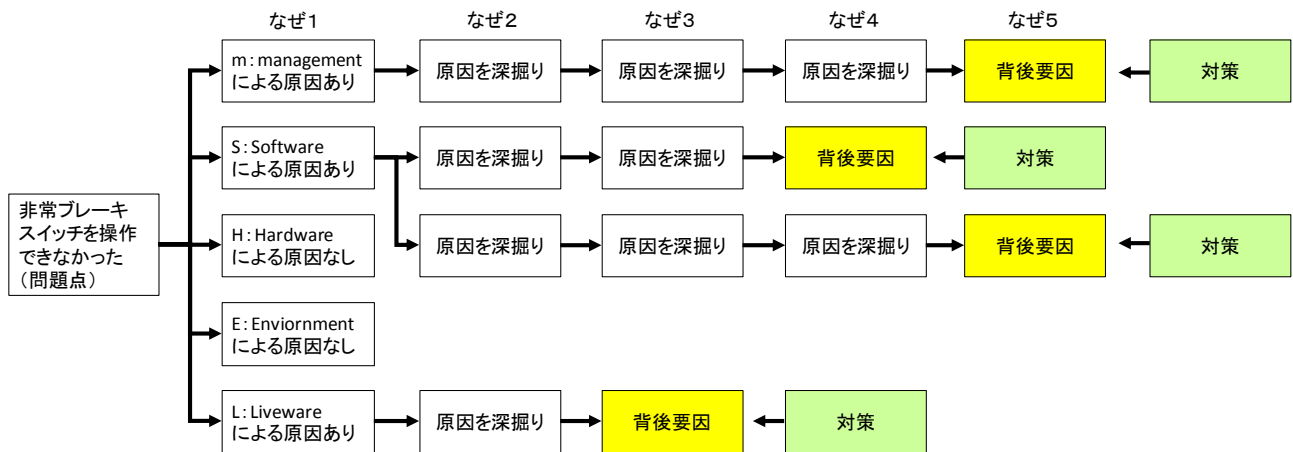 なぜ1
なぜ2
なぜ3
なぜ4
なぜ5
m:management
による原因あり
原因を深掘り
原因を深掘り
原因を深掘り
背後要因
対策
S:Software
による原因あり
原因を深掘り
原因を深掘り
背後要因
対策
非常ブレーキ
スイッチを操作
できなかった
(問題点)
H:Hardware
による原因なし
原因を深掘り
原因を深掘り
原因を深掘り
背後要因
対策
E:Enviornment
による原因なし
L:Liveware
による原因あり
原因を深掘り
背後要因
対策